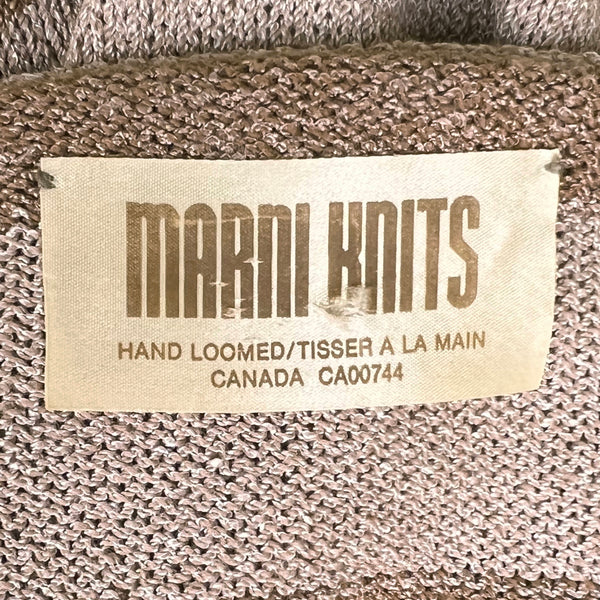 MARNI KNITS
HAND LOOMED/TISSER A LA MAIN
CANADA CA00744